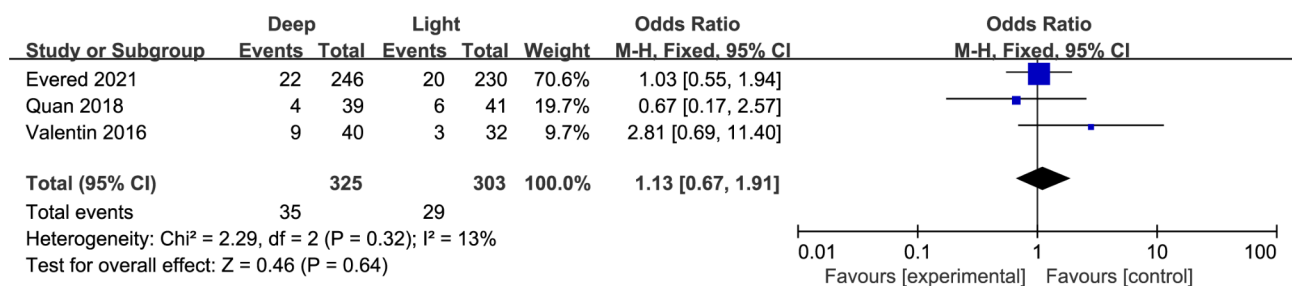 Deep Light Odds Ratio Odds Ratio
Study or Subgroup Events Total Events Total Weight M-H, Fixed, 95% CI M-H, Fixed, 95% CI
Evered 2021 22 246 20 230 70.6% 1.03 [0.55, 1.94]
Quan 2018 4 39 6 41 19.7% 0.67 [0.17, 2.57]
Valentin 2016 9 40 3 32 9.7% 2.81 [0.69, 11.40]
Total (95% CI) 325 303 100.0% 1.13 [0.67, 1.91]
Total events 35 29
Heterogeneity: Chi² = 2.29, df = 2 (P = 0.32); I² = 13%
Test for overall effect: Z = 0.46 (P = 0.64)
0.01 0.1 1 10 100
Favours [experimental] Favours [control]